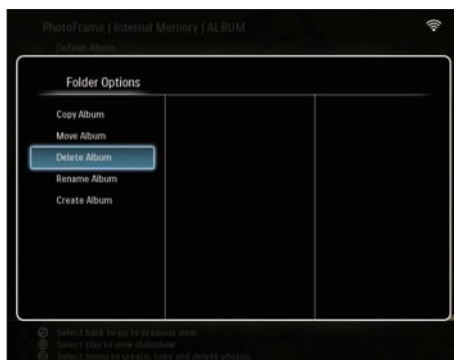 PhotoFrame | Internal Memory | ALBUM
Default Album
Folder Options
Copy Album
Move Album
Delete Album
Rename Album
Create Album
Select back to go to previous view
Select play to view slideshow
Select menu to create, copy and delete photos